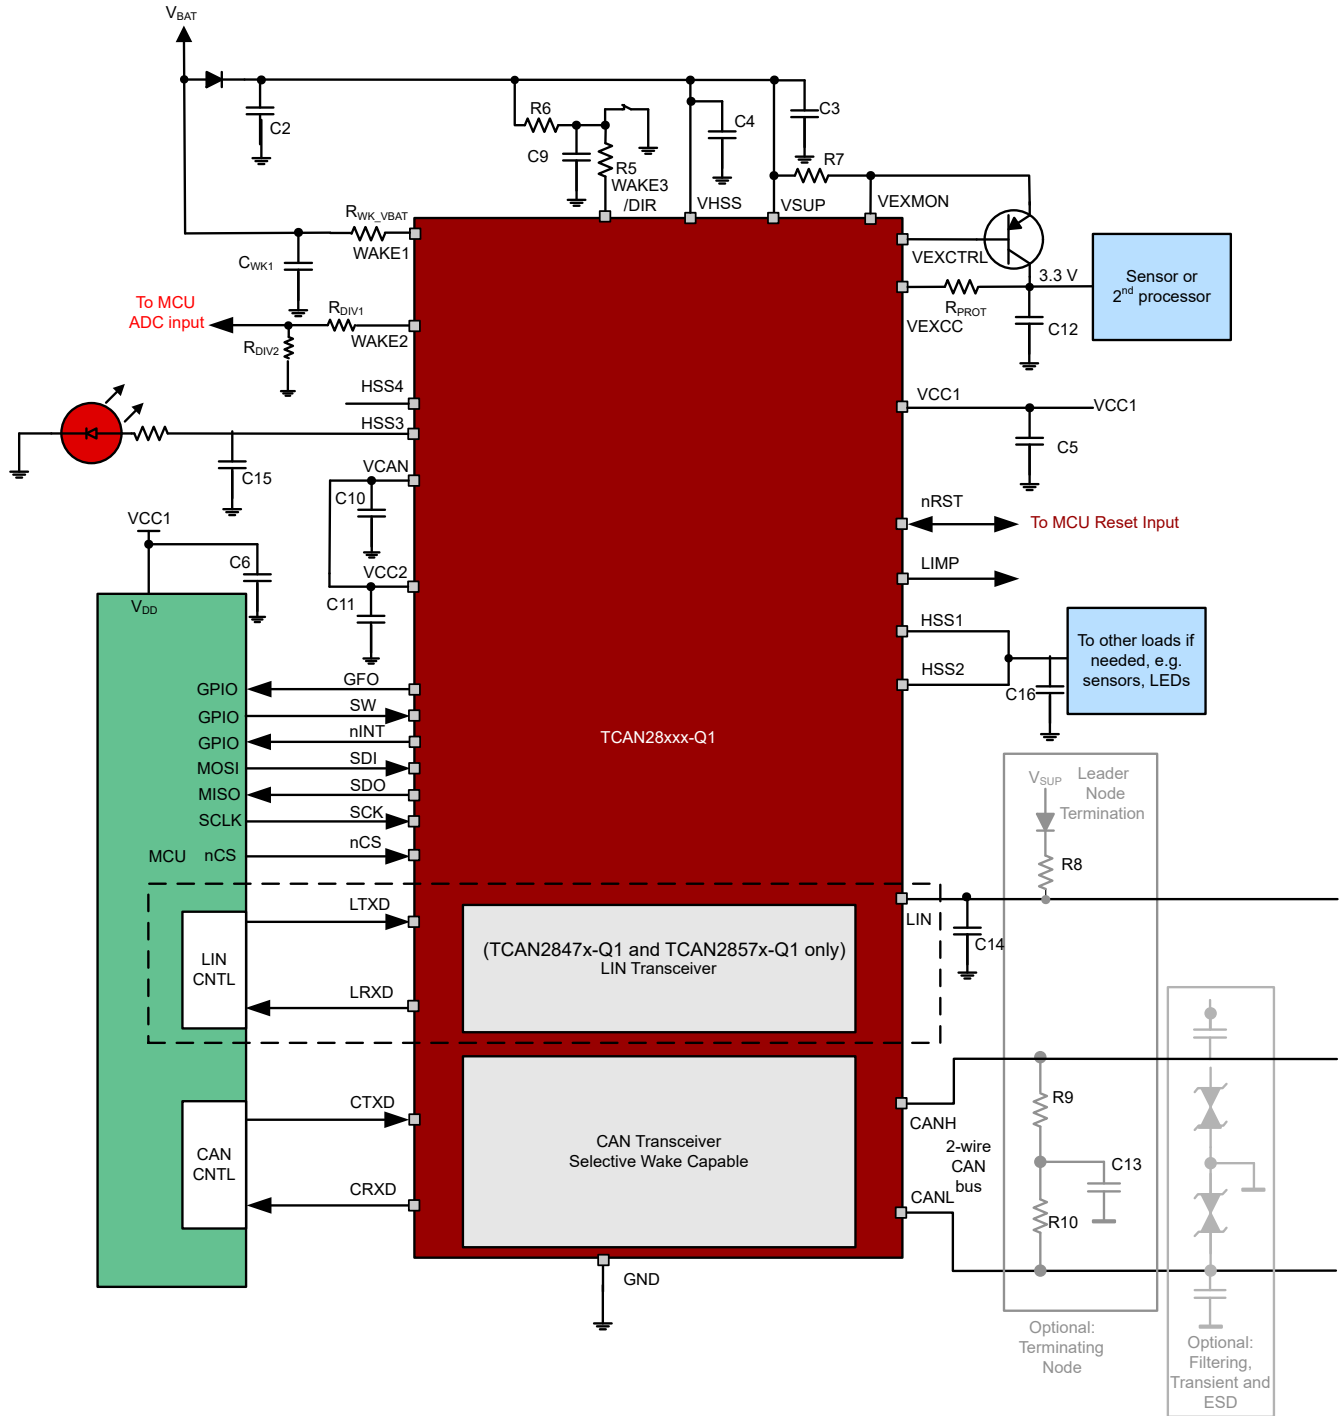 VBAT
C2
R6
C9
R5
WAKE3
/DIR
C4
VHSS
C3
R7
VSUP
VEXMON
RWK_VBAT
WAKE1
CWK1
To MCU
ADC input
RDIV1
RDIV2
WAKE2
VEXCTRL
3.3 V
RPROT
VEXCC
C12
Sensor or
2nd processor
HSS4
HSS3
C15
VCC1
VCC1
C5
VCAN
C10
VCC2
C11
nRST
To MCU Reset Input
LIMP
HSS1
HSS2
C16
To other loads if
needed, e.g.
sensors, LEDs
VCC1
C6
VDD
GPIO
GFO
GPIO
SW
GPIO
nINT
MOSI
SDI
MISO
SDO
SCLK
SCK
MCU
nCS
nCS
TCAN28xxx-Q1
VSUP
Leader
Node
Termination
R8
LTXD
LIN
CNTL
LRXD
(TCAN2847x-Q1 and TCAN2857x-Q1 only)
LIN Transceiver
LIN
C14
CTXD
CAN
CNTL
CRXD
CAN Transceiver
Selective Wake Capable
CANH
2-wire
CAN
bus
CANL
R9
C13
R10
GND
Optional:
Terminating
Node
Optional:
Filtering,
Transient and
ESD